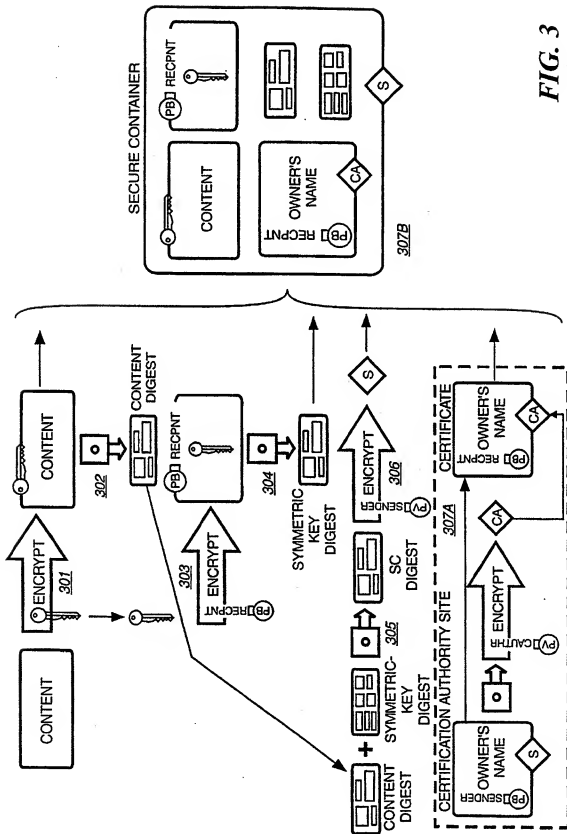 CONTENT
ENCRYPT
301
CONTENT
302
CONTENT
DIGEST
ENCRYPT
303
PB RECPNT
PB RECPNT
304
SYMMETRIC
KEY
DIGEST
CONTENT DIGEST
+
SYMMETRIC-
KEY
DIGEST
305
SC
DIGEST
ENCRYPT
306
PV SENDER
S
CERTIFICATION AUTHORITY SITE
307A
PB SENDER
OWNER'S
NAME
S
ENCRYPT
PV CAUTHR
CA
CERTIFICATE
PB RECPNT
OWNER'S
NAME
CA
SECURE CONTAINER
CONTENT
PB RECPNT
OWNER'S
NAME
PB RECPNT
CA
S
307B
FIG. 3